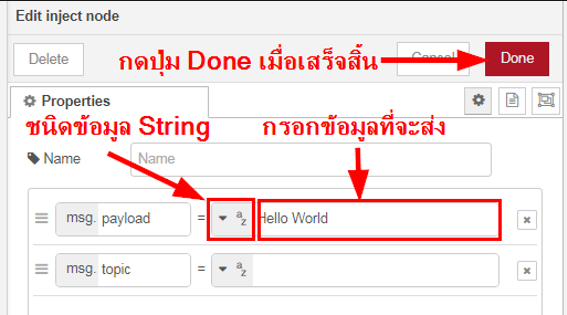 Edit inject node
Delete
กดปุ่ม Done เมื่อเสร็จสิ้น
Cancel
Done
Properties
ชนิดข้อมูล String
กรอกข้อมูลที่จะส่ง
Name
Name
msg. payload = az Hello World
msg. topic = az